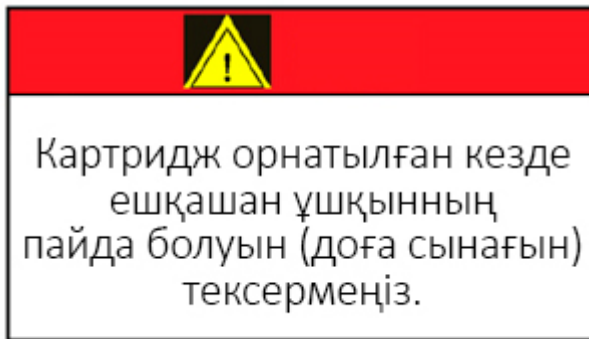 Картридж орнатылған кезде
ешқашан ұшқынның
пайда болуын (доға сынағын)
тексермеңіз.